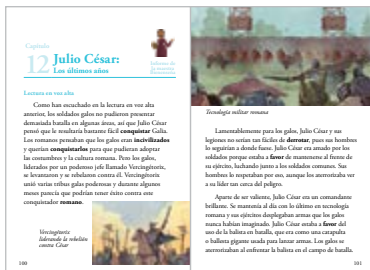 Capítulo
12 Julio César:
Los últimos años
Lectura en voz alta
Como han escuchado en la lectura en voz alta
anterior, los soldados galos no pudieron presentar
demasiada batalla en algunas áreas, así que Julio César
pensó que le resultaría bastante fácil conquistar Galia.
Los romanos pensaban que los galos eran incivilizados
y querían conquistarlos para que pudieran adoptar
las costumbres y la cultura romana. Pero los galos,
liderados por un poderoso jefe llamado Vercingétorix,
se levantaron y se rebelaron contra él. Vercingétorix
unió varias tribus galas poderosas y durante algunos
meses parecía que podrían tener éxito contra este
conquistador romano.
Vercingétorix
liderando la rebelión
contra César
100
Tecnología militar romana
Lamentablemente para los galos, Julio César y sus
legiones no serían tan fáciles de derrotar, pues sus hombres
lo seguirían a donde fuese. Julio César era amado por los
soldados porque estaba a favor de mantenerse al frente de
su ejército, luchando junto a los soldados comunes. Sus
hombres lo respetaban por eso, aunque los aterrorizaba ver
a su líder tan cerca del peligro.
Aparte de ser valiente, Julio César era un comandante
brillante. Se mantenía al día con lo último en tecnología
romana y sus ejércitos desplegaban armas que los galos
nunca habían imaginado. Julio César estaba a favor del
uso de la balista en batalla, que era como una catapulta
o balista gigante usada para lanzar armas. Los galos se
aterrorizaban al enfrentar la balista en el campo de batalla.
101